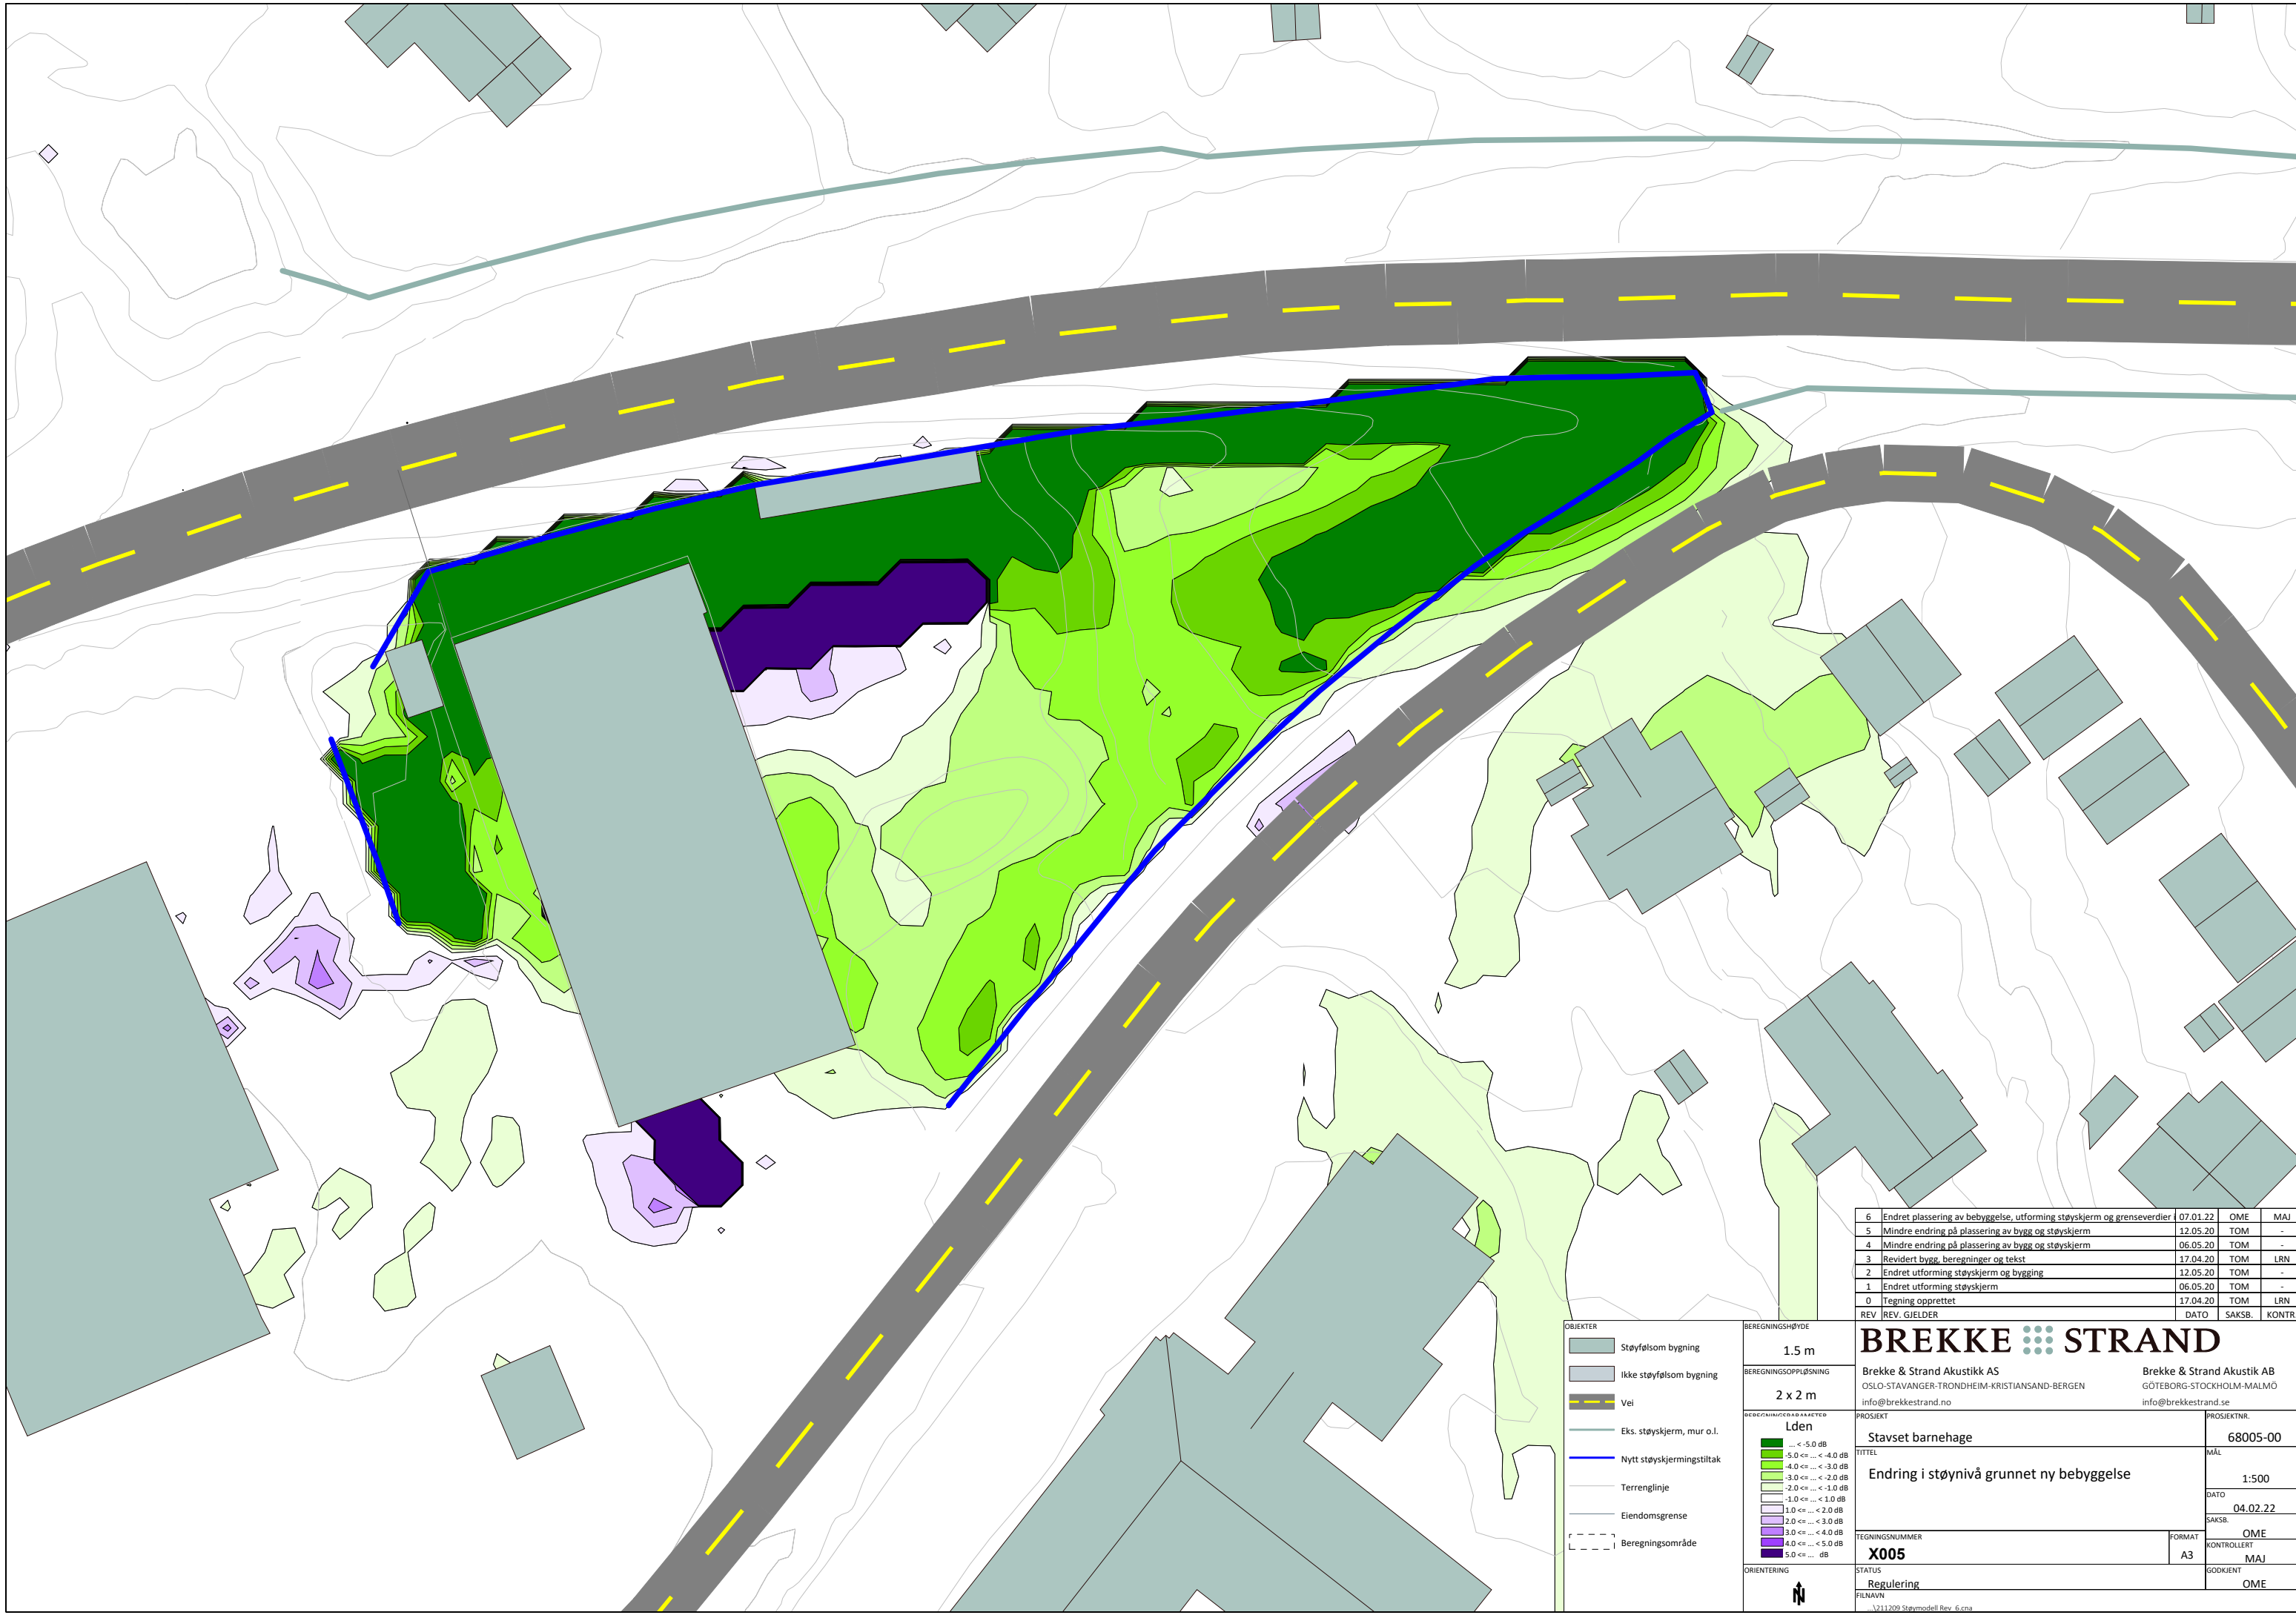 6 Endret plassering av bebyggelse, utforming støyskjerm og grenseverdier i 07.01.22 OME MAJ
5 Mindre endring på plassering av bygg og støyskjerm 12.05.20 TOM -
4 Mindre endring på plassering av bygg og støyskjerm 06.05.20 TOM -
3 Revidert bygg, beregninger og tekst 17.04.20 TOM LRN
2 Endret utforming støyskjerm og bygging 12.05.20 TOM -
1 Endret utforming støyskjerm 06.05.20 TOM -
0 Tegning opprettet 17.04.20 TOM LRN
REV REV. GJELDER DATO SAKSB. KONTR.
OBJEKTER
Støyfølsom bygning
Ikke støyfølsom bygning
Vei
Eks. støyskjerm, mur o.l.
Nytt støyskjermingstiltak
Terrenglinje
Eiendomsgrense
Beregningsområde
BEREGNINGSHØYDE
1.5 m
BEREGNINGSOPPLØSNING
2 x 2 m
BEREGNINGSPARAMETER
Lden
... < -5.0 dB
-5.0 <= ... < -4.0 dB
-4.0 <= ... < -3.0 dB
-3.0 <= ... < -2.0 dB
-2.0 <= ... < -1.0 dB
-1.0 <= ... < 1.0 dB
1.0 <= ... < 2.0 dB
2.0 <= ... < 3.0 dB
3.0 <= ... < 4.0 dB
4.0 <= ... < 5.0 dB
5.0 <= ... dB
ORIENTERING
N
BREKKE STRAND
Brekke & Strand Akustikk AS
OSLO-STAVANGER-TRONDHEIM-KRISTIANSAND-BERGEN
info@brekkestrand.no
Brekke & Strand Akustik AB
GÖTEBORG-STOCKHOLM-MALMÖ
info@brekkestrand.se
PROSJEKT
Stavset barnehage
PROSJEKTNR.
68005-00
TITTEL
Endring i støynivå grunnet ny bebyggelse
MÅL
1:500
DATO
04.02.22
SAKSB.
OME
TEGNINGSNUMMER
X005
FORMAT
A3
KONTROLLERT
MAJ
STATUS
Regulering
GODKJENT
OME
FILNAVN
...\211209 Støymodell Rev_6.cna